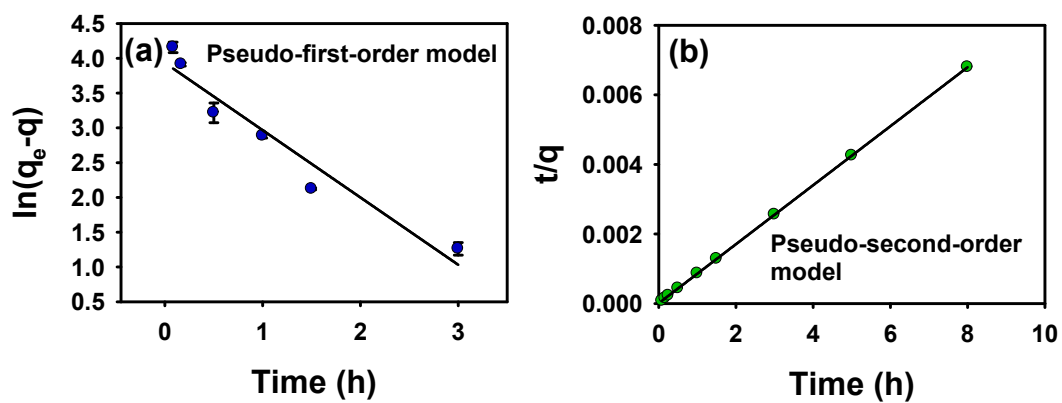 (a)
Pseudo-first-order model
ln(qe-q)
4.5
4.0
3.5
3.0
2.5
2.0
1.5
1.0
0.5
0 1 2 3
Time (h)
(b)
t/q
0.008
0.006
0.004
0.002
0.000
Pseudo-second-order
model
0 2 4 6 8 10
Time (h)